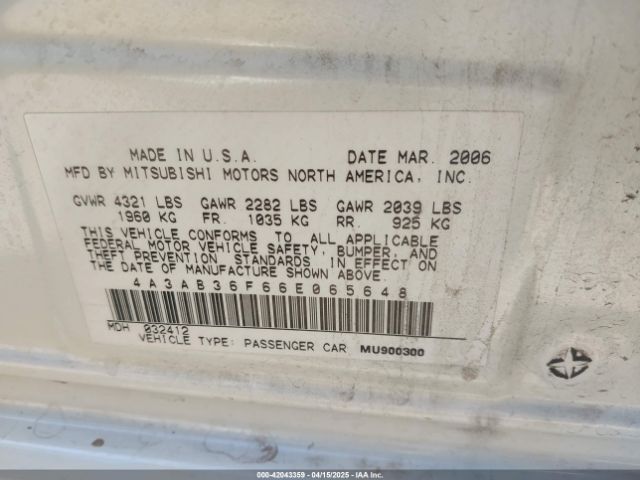 MADE IN U.S.A. DATE MAR. 2006
MFD BY MITSUBISHI MOTORS NORTH AMERICA, INC.
GVWR 4321 LBS GAWR 2282 LBS GAWR 2039 LBS
1960 KG FR. 1035 KG RR. 925 KG
THIS VEHICLE CONFORMS TO ALL APPLICABLE
FEDERAL MOTOR VEHICLE SAFETY, BUMPER, AND
THEFT PREVENTION STANDARDS IN EFFECT ON
THE DATE OF MANUFACTURE SHOWN ABOVE.
4A3AB36F66E065648
MDH 032412
VEHICLE TYPE: PASSENGER CAR MU900300
000-42043359 - 04/15/2025 - IAA Inc.